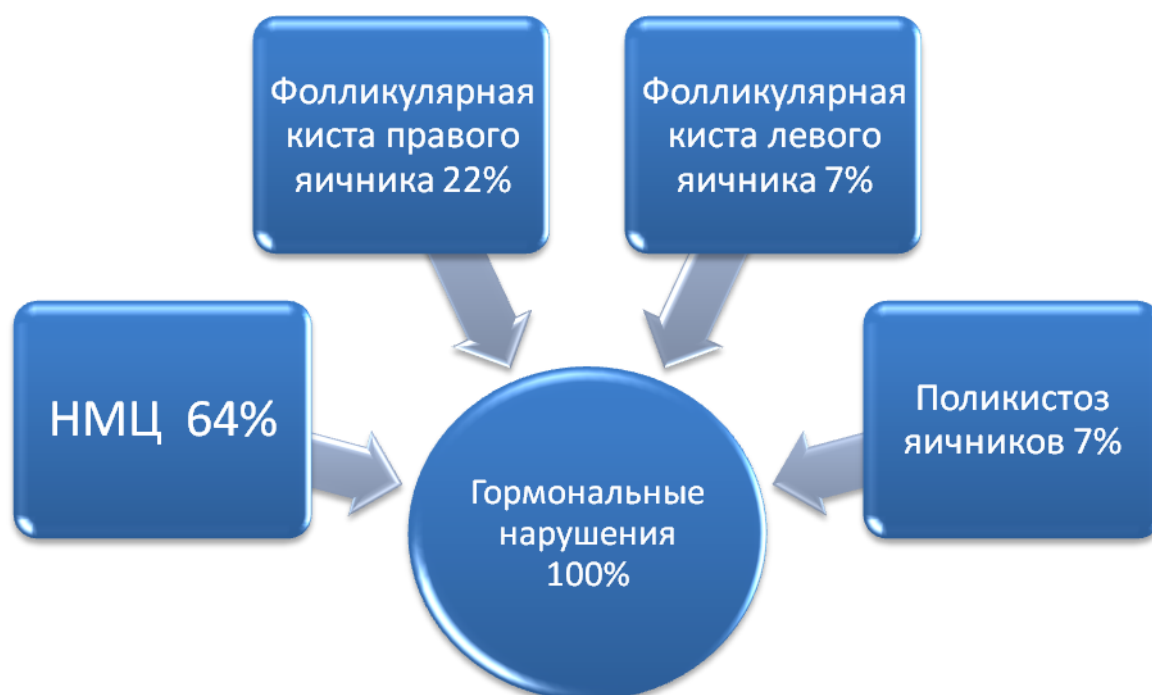 Фолликулярная
киста правого
яичника 22%
Фолликулярная
киста левого
яичника 7%
НМЦ 64%
Поликистоз
яичников 7%
Гормональные
нарушения
100%